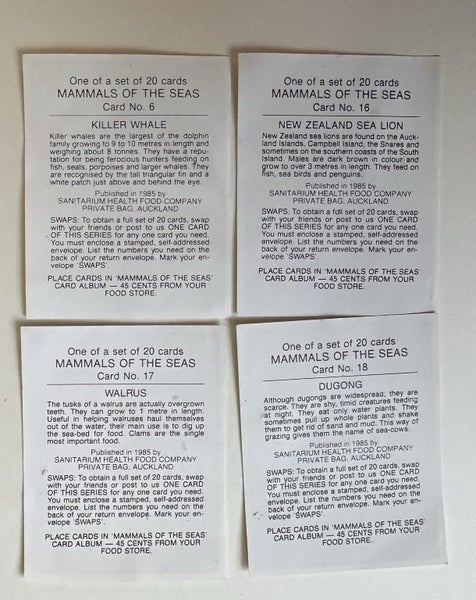 One of a set of 20 cards
MAMMALS OF THE SEAS
Card No. 6
KILLER WHALE
Killer whales are the largest of the dolphin
family growing to 9 to 10 metres in length and
weighing about 8 tonnes. They have a repu-
tation for being ferocious hunters feeding on
fish, seals, porpoises and larger whales. They
are recognised by the tall triangular fin and a
white patch just above and behind the eye.
Published in 1985 by
SANITARIUM HEALTH FOOD COMPANY
PRIVATE BAG, AUCKLAND
SWAPS: To obtain a full set of 20 cards, swap
with your friends or post to us ONE CARD
OF THIS SERIES for any one card you need.
You must enclose a stamped, self-addressed
envelope. List the numbers you need on the
back of your return envelope. Mark your en-
velope 'SWAPS'.
PLACE CARDS IN 'MAMMALS OF THE SEAS'
CARD ALBUM — 45 CENTS FROM YOUR
FOOD STORE.
One of a set of 20 cards
MAMMALS OF THE SEAS
Card No. 16
NEW ZEALAND SEA LION
New Zealand sea lions are found on the Auck-
land Islands, Campbell Island, the Snares and
sometimes on the southern coasts of the South
Island. Males are dark brown in colour and
grow to over 3 metres in length. They feed on
fish, sea birds and penguins.
Published in 1985 by
SANITARIUM HEALTH FOOD COMPANY
PRIVATE BAG, AUCKLAND
SWAPS: To obtain a full set of 20 cards, swap
with your friends or post to us ONE CARD
OF THIS SERIES for any one card you need.
You must enclose a stamped, self-addressed
envelope. List the numbers you need on the
back of your return envelope. Mark your en-
velope 'SWAPS'.
PLACE CARDS IN 'MAMMALS OF THE SEAS'
CARD ALBUM — 45 CENTS FROM YOUR
FOOD STORE.
One of a set of 20 cards
MAMMALS OF THE SEAS
Card No. 17
WALRUS
The tusks of a walrus are actually overgrown
teeth. They can grow to 1 metre in length.
Useful in helping walruses haul themselves
out of the water, their main use is to dig up
the sea-bed for food. Clams are the single
most important food.
Published in 1985 by
SANITARIUM HEALTH FOOD COMPANY
PRIVATE BAG, AUCKLAND
SWAPS: To obtain a full set of 20 cards, swap
with your friends or post to us ONE CARD
OF THIS SERIES for any one card you need.
You must enclose a stamped, self-addressed
envelope. List the numbers you need on the
back of your return envelope. Mark your en-
velope 'SWAPS'.
PLACE CARDS IN 'MAMMALS OF THE SEAS'
CARD ALBUM — 45 CENTS FROM YOUR
FOOD STORE.
One of a set of 20 cards
MAMMALS OF THE SEAS
Card No. 18
DUGONG
Although dugongs are widespread, they are
scarce. They are shy, timid creatures feeding
at night. They eat only water plants. They
sometimes pull up whole plants and shake
them to get rid of sand and mud. This way of
grazing gives them the name of sea-cows.
Published in 1985 by
SANITARIUM HEALTH FOOD COMPANY
PRIVATE BAG, AUCKLAND
SWAPS: To obtain a full set of 20 cards, swap
with your friends or post to us ONE CARD
OF THIS SERIES for any one card you need.
You must enclose a stamped, self-addressed
envelope. List the numbers you need on the
back of your return envelope. Mark your en-
velope 'SWAPS'.
PLACE CARDS IN 'MAMMALS OF THE SEAS'
CARD ALBUM — 45 CENTS FROM YOUR
FOOD STORE.